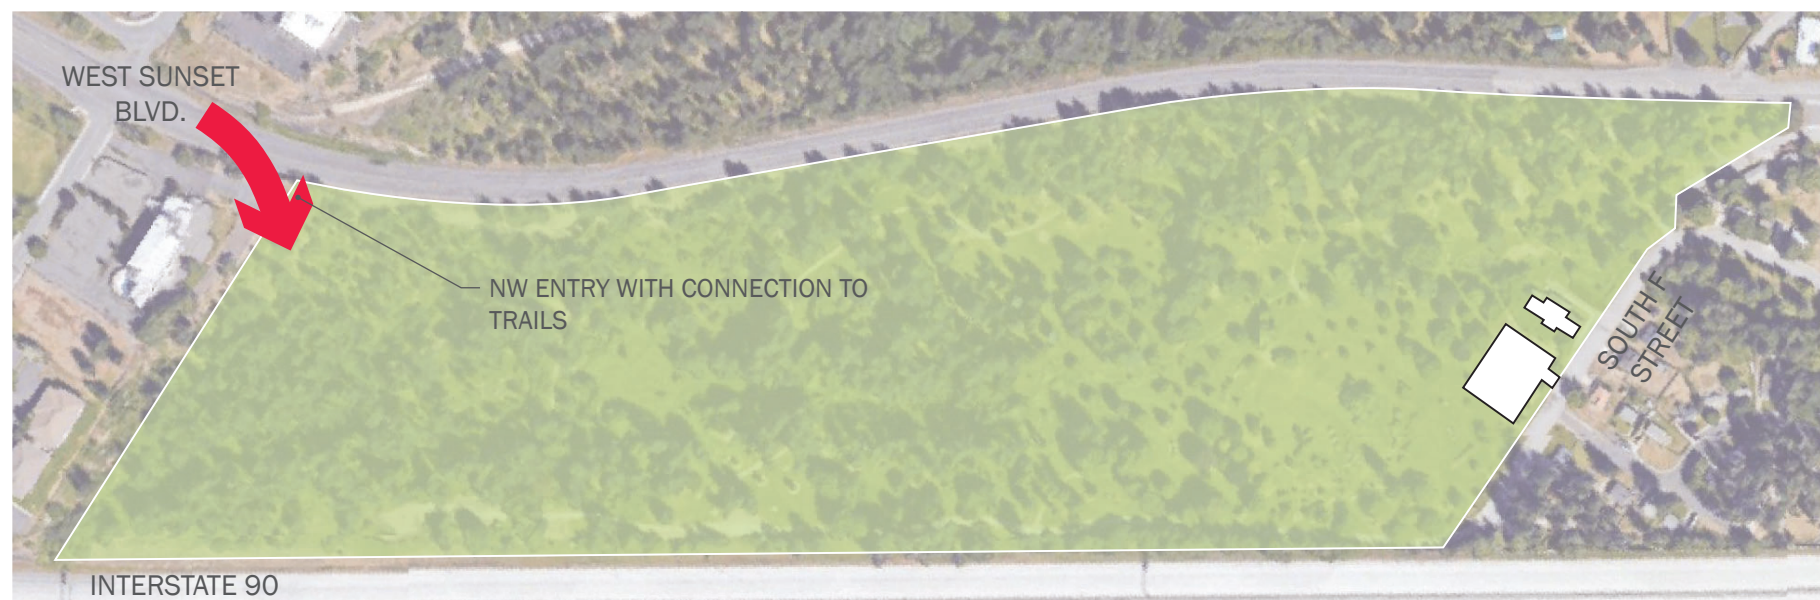 WEST SUNSET
BLVD.
NW ENTRY WITH CONNECTION TO
TRAILS
SOUTH F
STREET
INTERSTATE 90